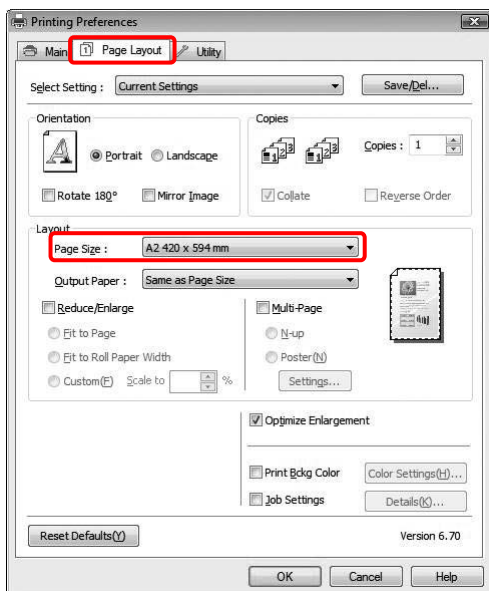 Printing Preferences
Main Page Layout Utility
Select Setting : Current Settings Save/Del...
Orientation
Portrait Landscape
Rotate 180° Mirror Image
Copies
Copies : 1
Collate Reverse Order
Layout
Page Size : A2 420 x 594 mm
Output Paper : Same as Page Size
Reduce/Enlarge
Fit to Page
Fit to Roll Paper Width
Custom(F) Scale to %
Multi-Page
N-up
Poster(N)
Settings...
Optimize Enlargement
Print Bckg Color Color Settings(H)...
Job Settings Details(K)...
Reset Defaults(Y) Version 6.70
OK Cancel Help